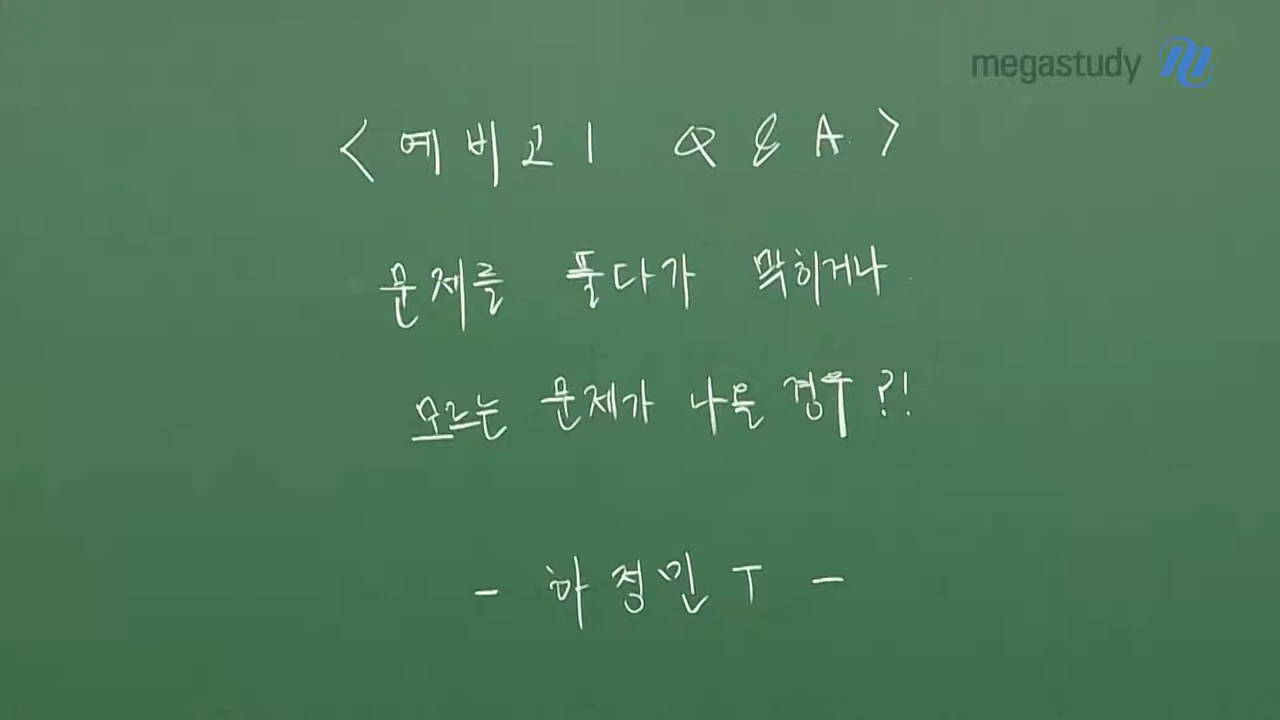 megastudy
<예비고1 Q & A>
문제를 풀다가 막히거나
모르는 문제가 나올 경우?!
- 하정민T -